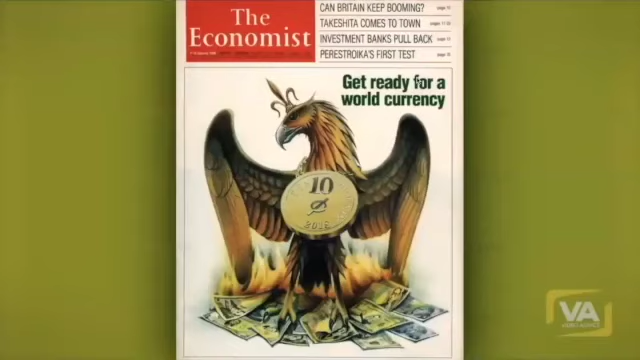 The
Economist
CAN BRITAIN KEEP BOOMING?
TAKESHITA COMES TO TOWN
INVESTMENT BANKS PULL BACK
PERESTROIKA'S FIRST TEST
Get ready for a
world currency
10
VA